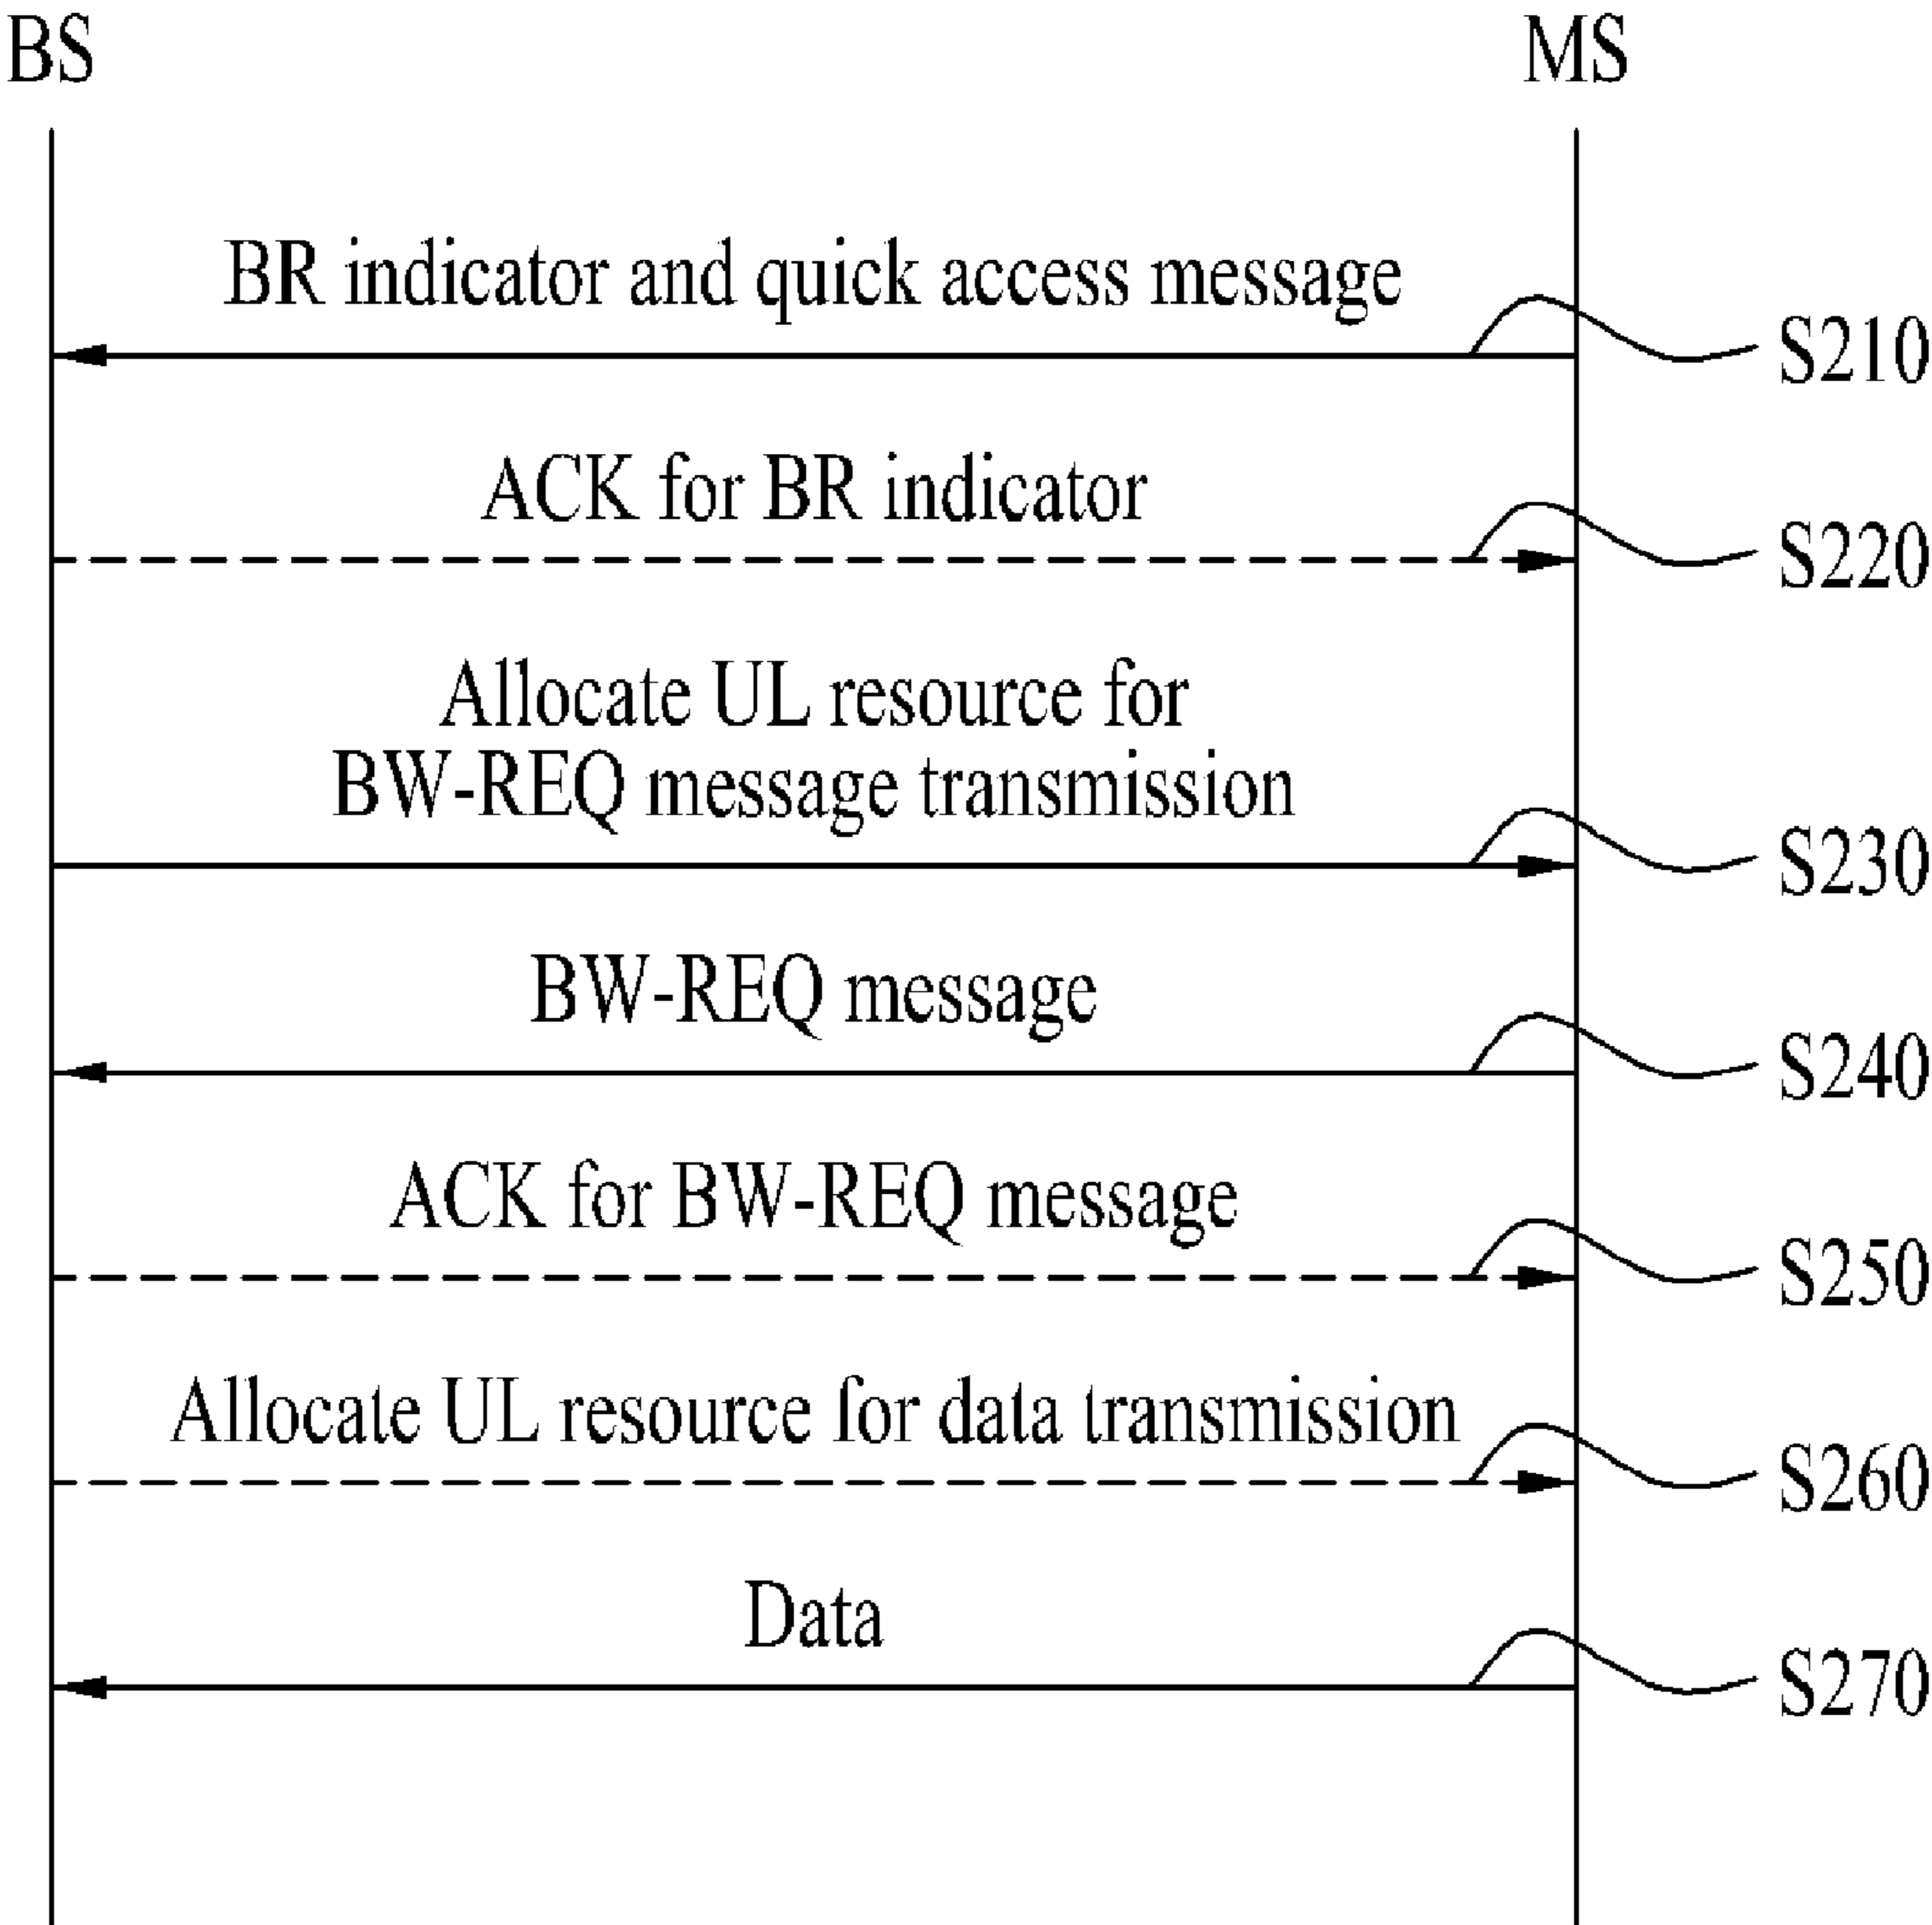 BS
MS
BR indicator and quick access message
S210
ACK for BR indicator
S220
Allocate UL resource for
BW-REQ message transmission
S230
BW-REQ message
S240
ACK for BW-REQ message
S250
Allocate UL resource for data transmission
S260
Data
S270